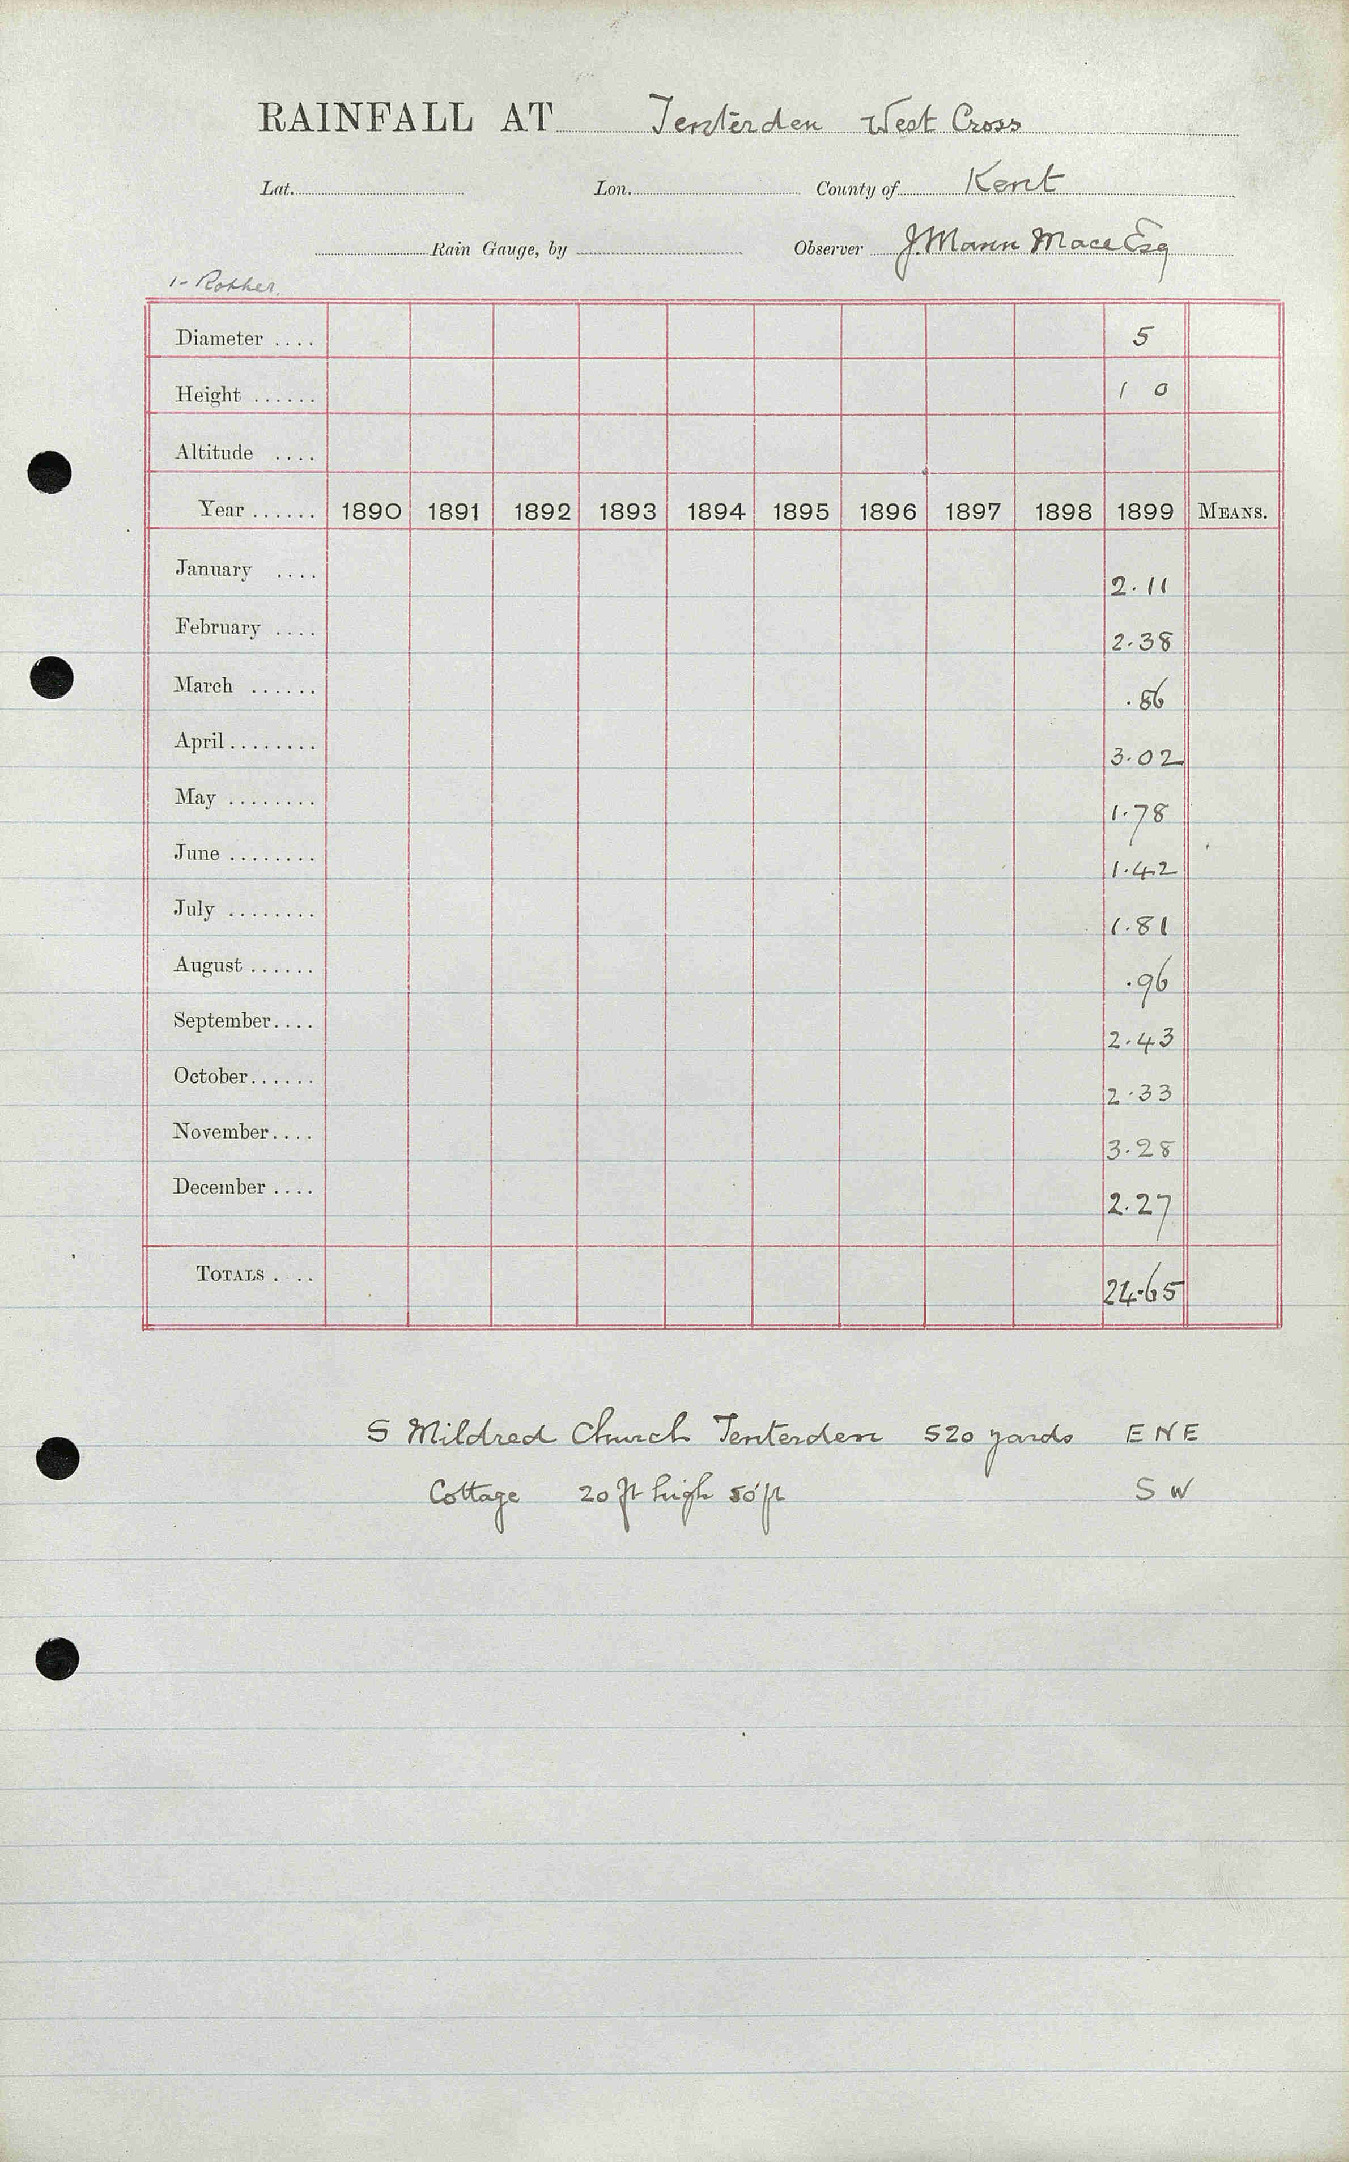 RAINFALL AT Tenterden West Cross
Lat. Lon. County of Kent
Rain Gauge, by Observer J. Mann Mace Esq
1- Rother.
Diameter .... 5
Height ...... 1 0
Altitude ....
Year ...... 1890 1891 1892 1893 1894 1895 1896 1897 1898 1899 MEANS.
January .... 2.11
February .... 2.38
March ...... .86
April ........ 3.02
May ........ 1.78
June ........ 1.42
July ........ 1.81
August ...... .96
September.... 2.43
October...... 2.33
November.... 3.28
December .... 2.27
TOTALS . .. 24.65
S Mildred Church Tenterden 520 yards E N E
Cottage 20 ft high 50 ft S W